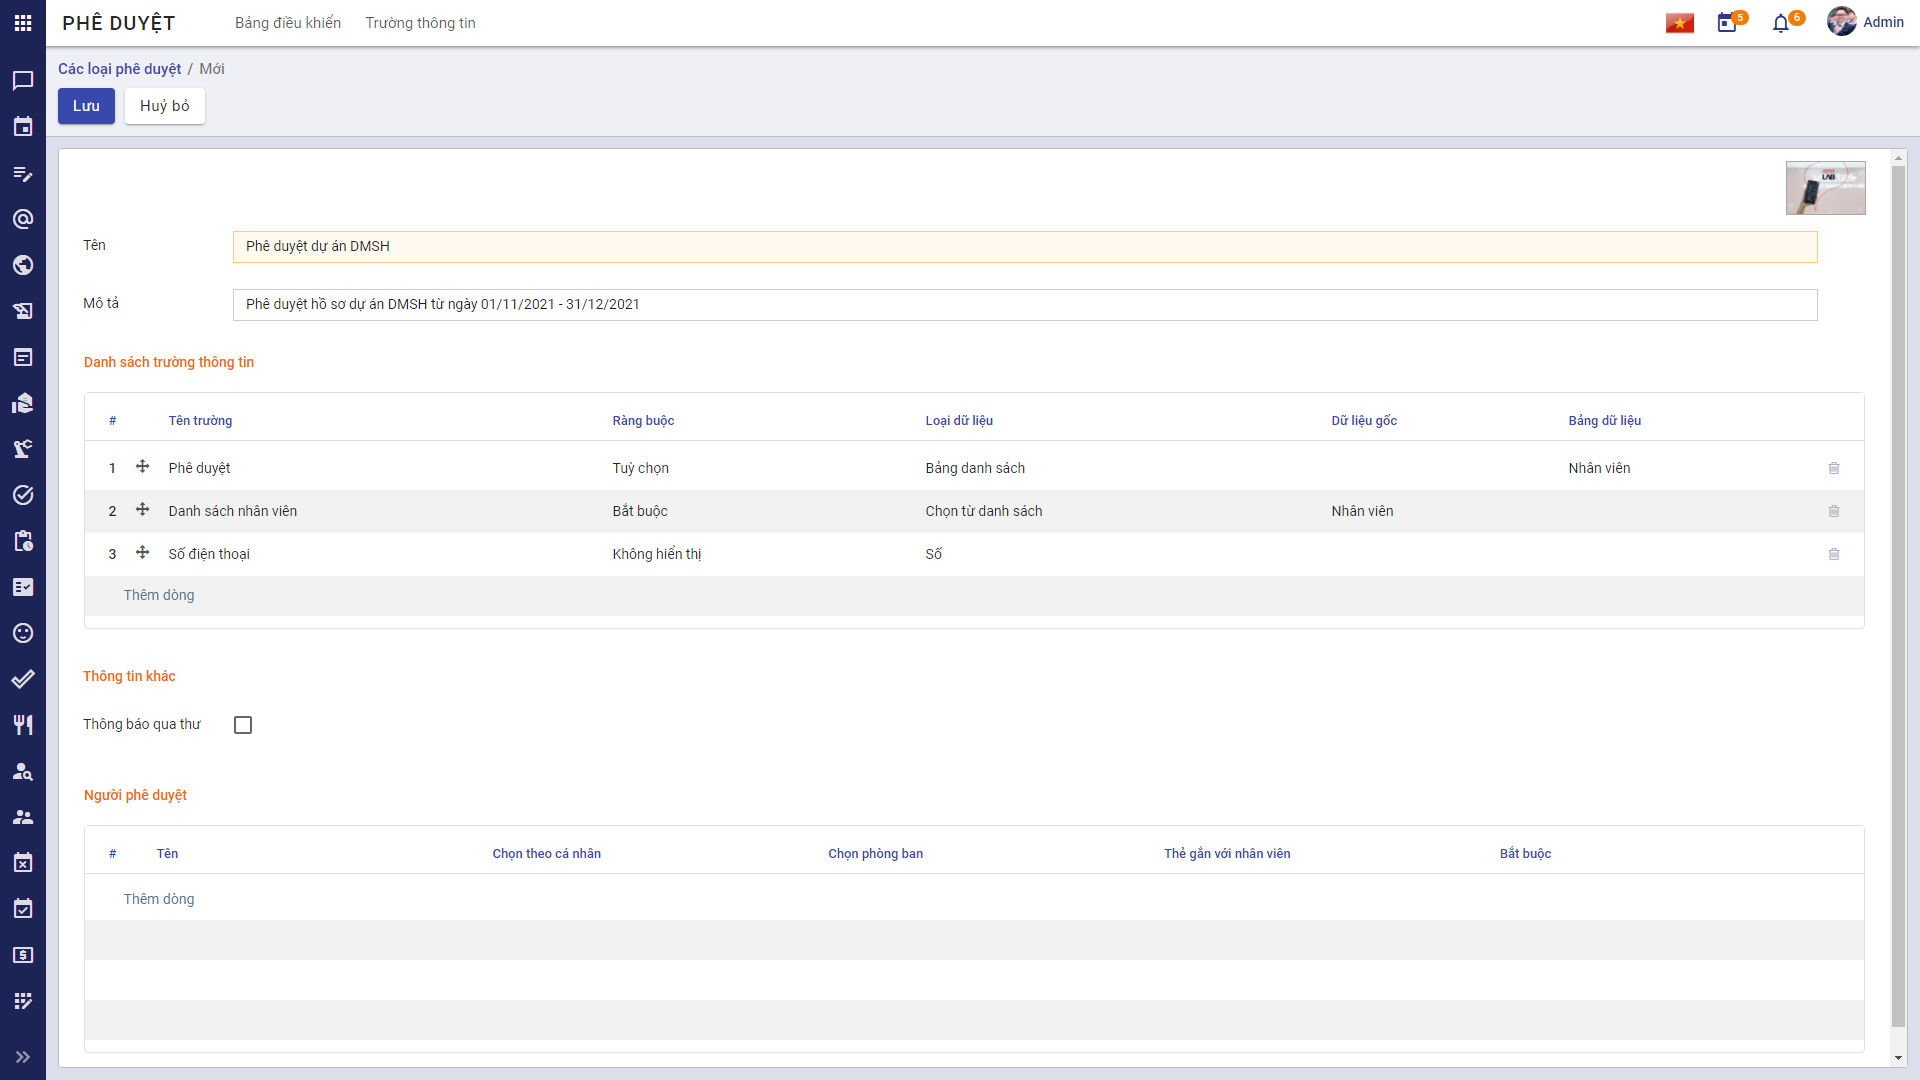 PHÊ DUYỆT
Bảng điều khiển
Trường thông tin
5
6
Admin
Các loại phê duyệt / Mới
Lưu
Huỷ bỏ
LAB
Tên
Phê duyệt dự án DMSH
Mô tả
Phê duyệt hồ sơ dự án DMSH từ ngày 01/11/2021 - 31/12/2021
Danh sách trường thông tin
# Tên trường Ràng buộc Loại dữ liệu Dữ liệu gốc Bảng dữ liệu
1 Phê duyệt Tuỳ chọn Bảng danh sách Nhân viên
2 Danh sách nhân viên Bắt buộc Chọn từ danh sách Nhân viên
3 Số điện thoại Không hiển thị Số
Thêm dòng
Thông tin khác
Thông báo qua thư
Người phê duyệt
# Tên Chọn theo cá nhân Chọn phòng ban Thẻ gắn với nhân viên Bắt buộc
Thêm dòng